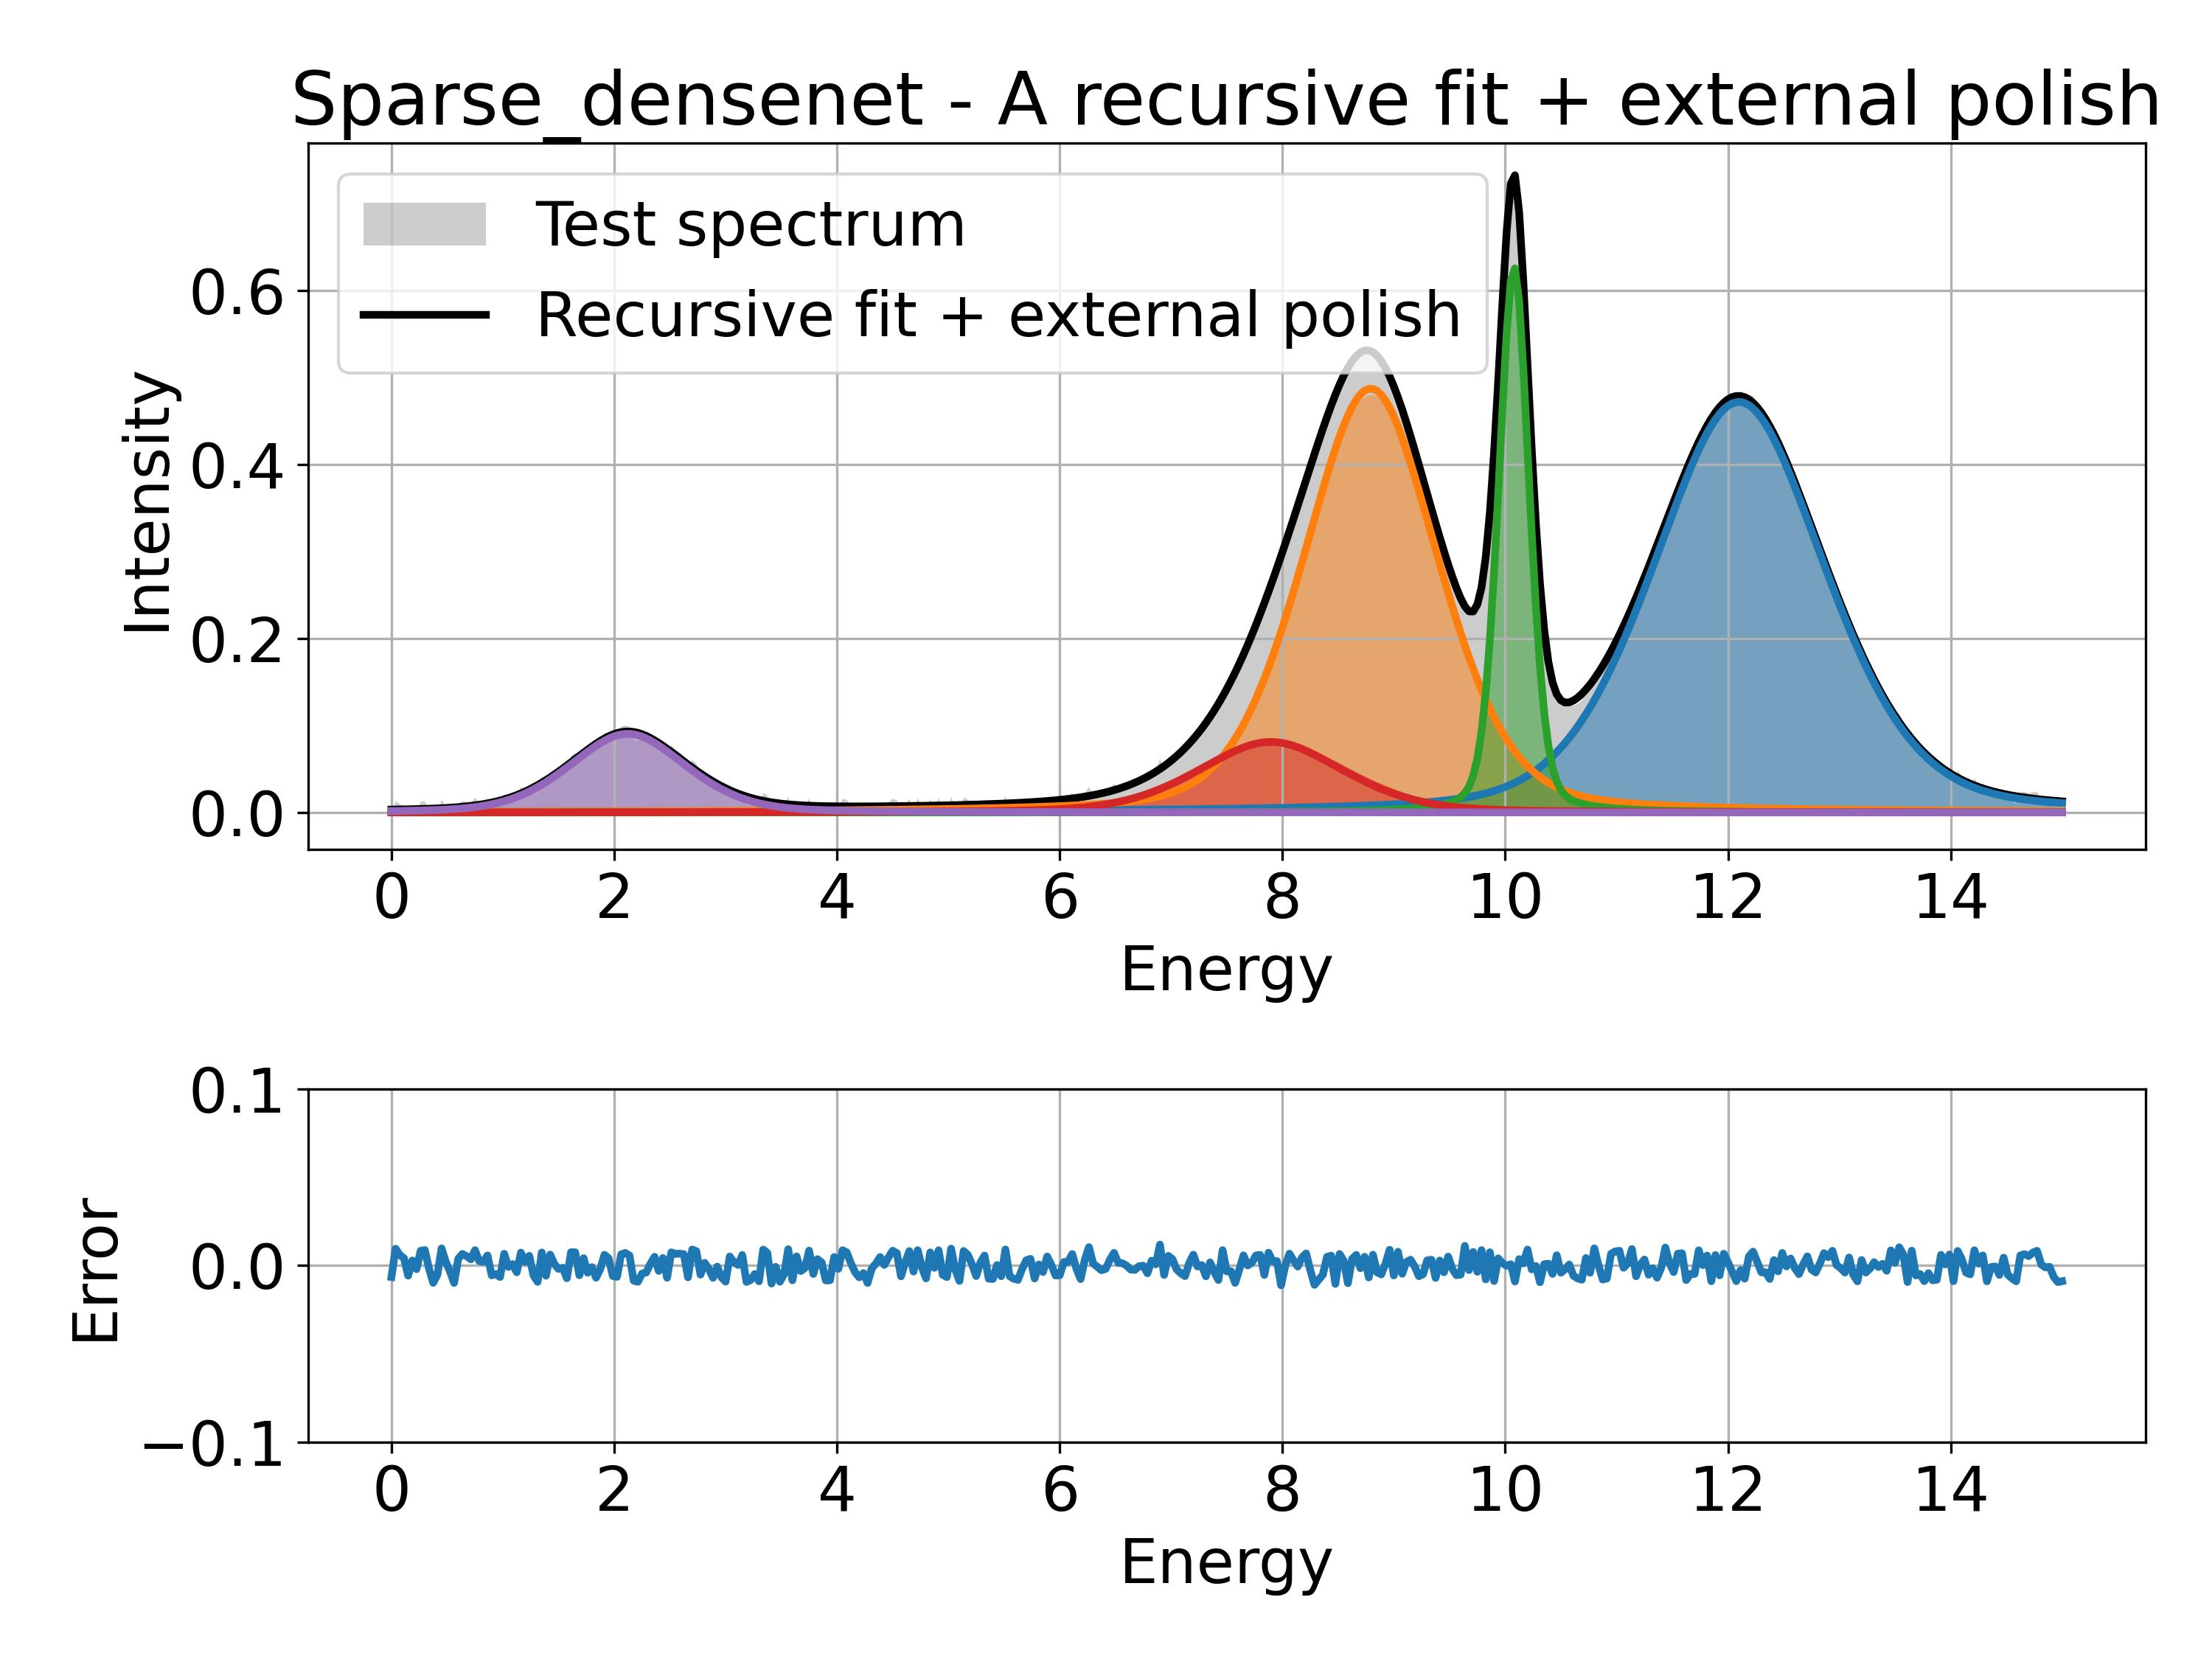 Sparse_densenet - A recursive fit + external polish
Test spectrum
Recursive fit + external polish
Intensity
0.6
0.4
0.2
0.0
0 2 4 6 8 10 12 14
Energy
Error
0.1
0.0
−0.1
0 2 4 6 8 10 12 14
Energy